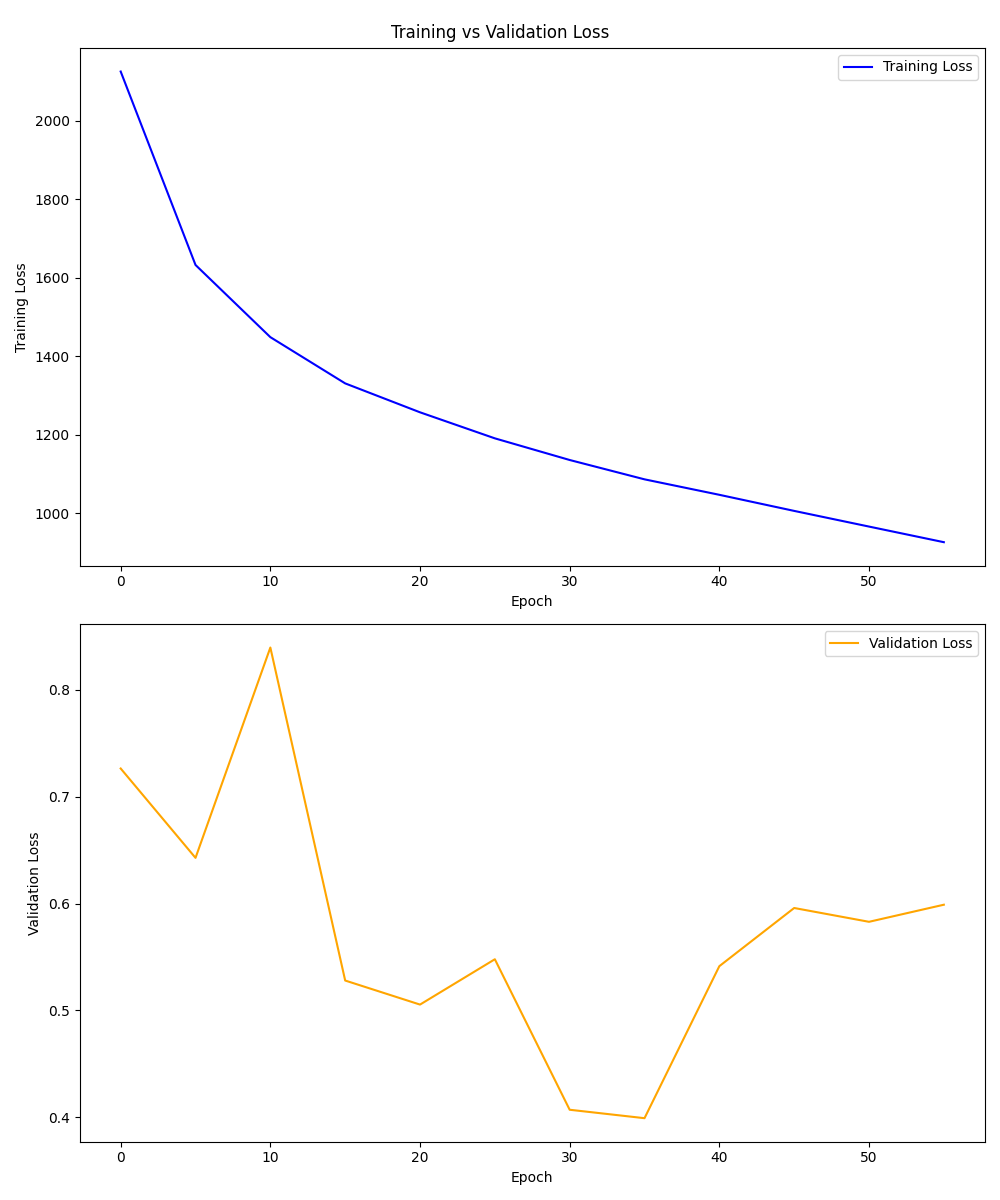 Training vs Validation Loss
Training Loss
2000
1800
1600
1400
1200
1000
Training Loss
0 10 20 30 40 50
Epoch
Validation Loss
0.8
0.7
0.6
0.5
0.4
Validation Loss
0 10 20 30 40 50
Epoch